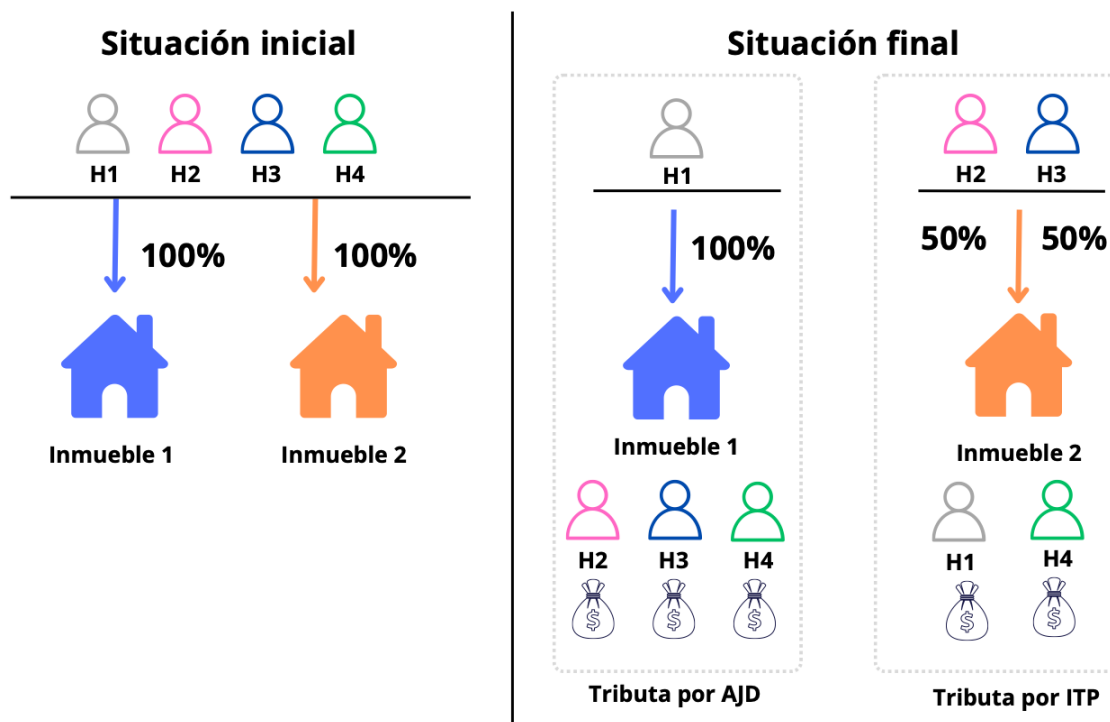 Situación inicial
H1 H2 H3 H4
100% 100%
Inmueble 1 Inmueble 2
Situación final
H1
100%
Inmueble 1
H2 H3 H4
$ $ $
Tributa por AJD
H2 H3
50% 50%
Inmueble 2
H1 H4
$ $
Tributa por ITP